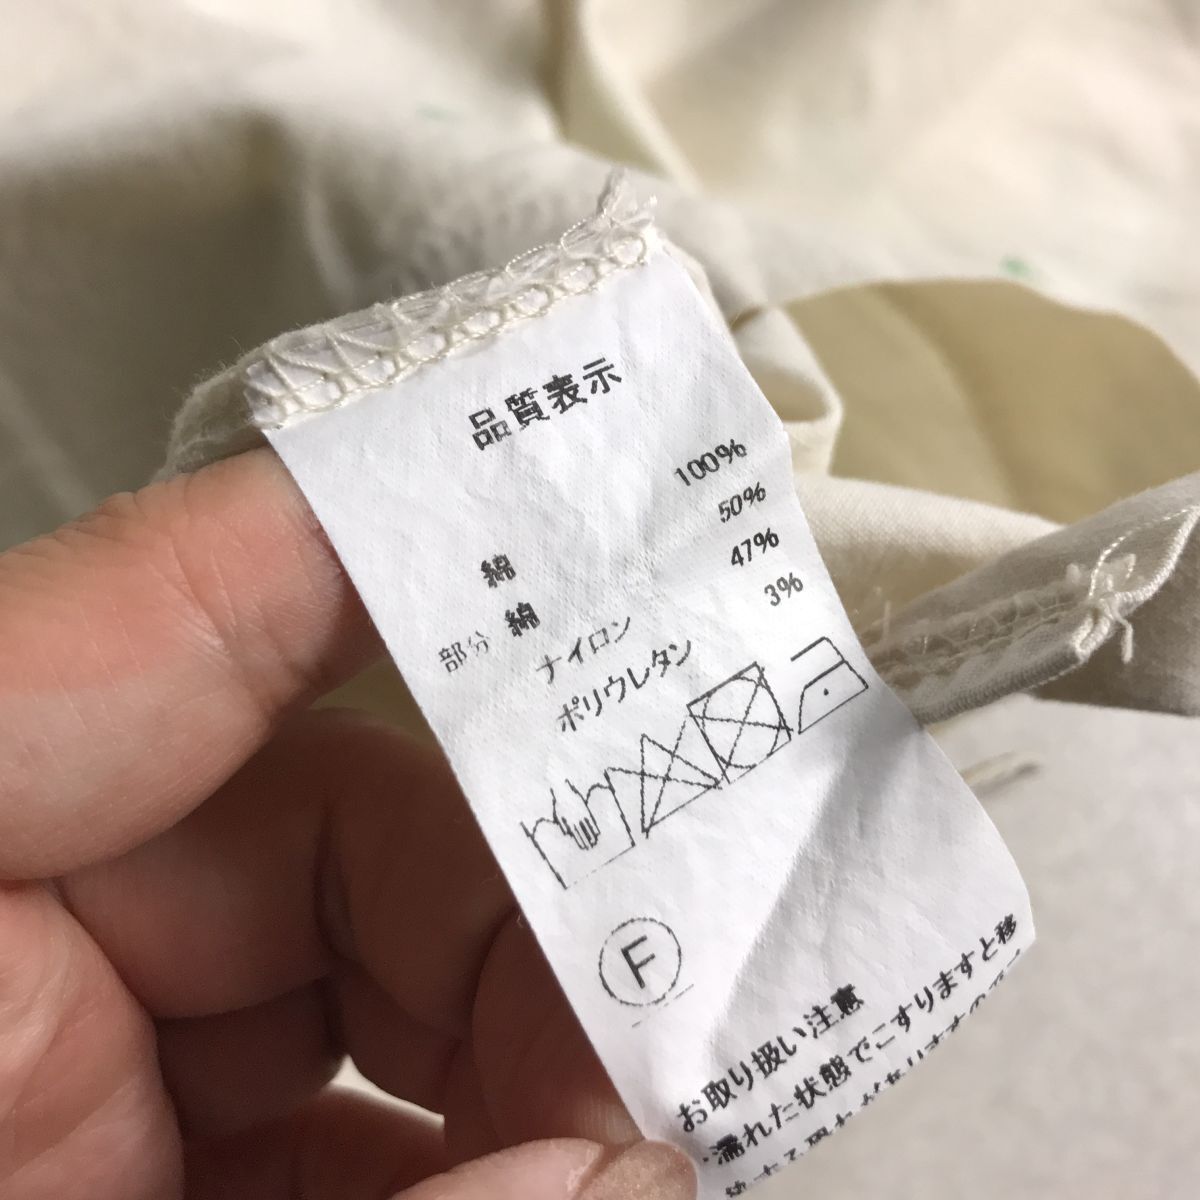 品質表示
綿 100%
部分 綿 50%
ナイロン 47%
ポリウレタン 3%
F
お取り扱い注意
・濡れた状態でこすりますと移